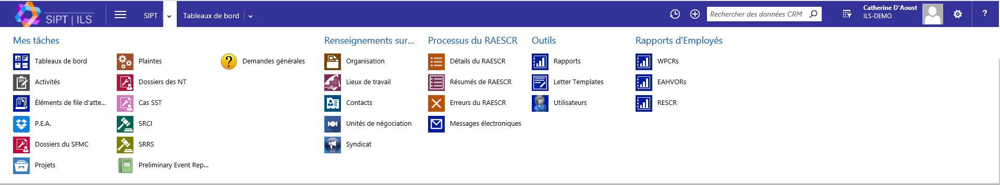 SIPT | ILS
SIPT
Tableaux de bord
Rechercher des données CRM
Catherine D'Aoust
ILS-DEMO
?
Mes tâches
Tableaux de bord
Activités
Éléments de file d'atte...
P.E.A.
Dossiers du SFMC
Projets
Plaintes
Dossiers des NT
Cas SST
SRCI
SRRS
Preliminary Event Rep...
?
Demandes générales
Renseignements sur...
Organisation
Lieux de travail
Contacts
Unités de négociation
Syndicat
Processus du RAESCR
Détails du RAESCR
Résumés de RAESCR
Erreurs du RAESCR
Messages électroniques
Outils
Rapports
Letter Templates
Utilisateurs
Rapports d'Employés
WPCRs
EAHVORs
RESCR